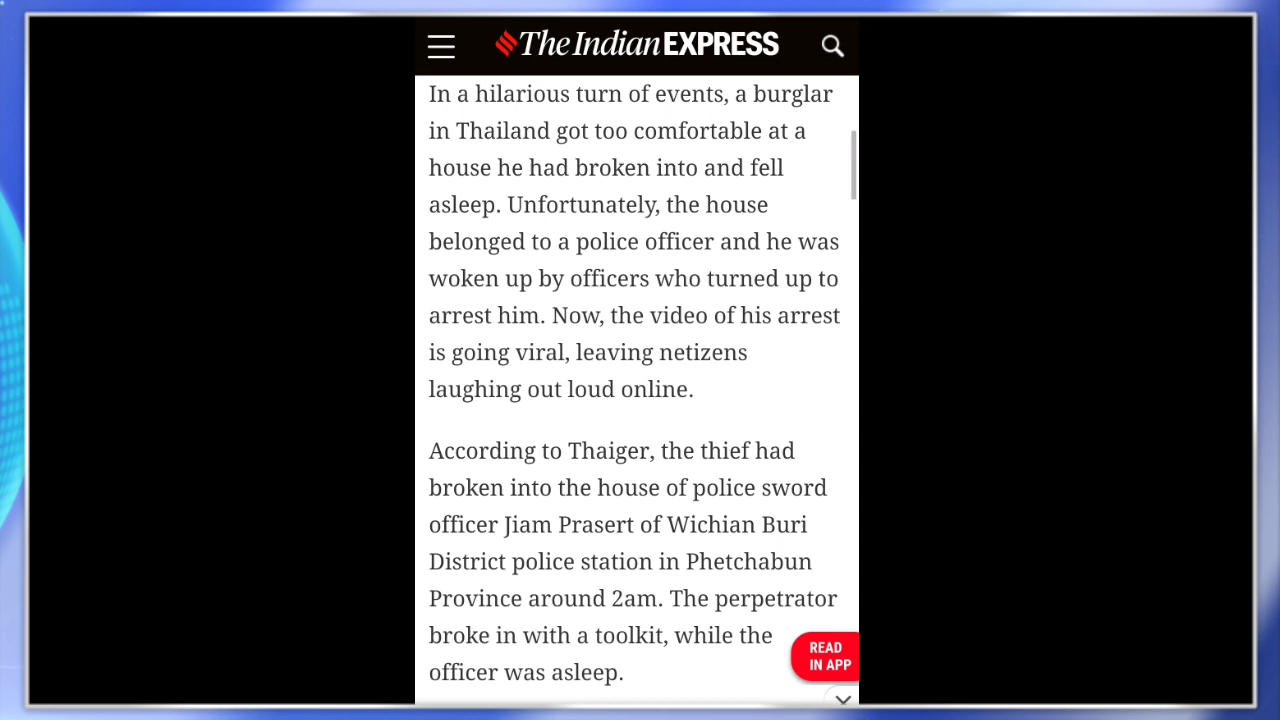 The Indian EXPRESS
In a hilarious turn of events, a burglar
in Thailand got too comfortable at a
house he had broken into and fell
asleep. Unfortunately, the house
belonged to a police officer and he was
woken up by officers who turned up to
arrest him. Now, the video of his arrest
is going viral, leaving netizens
laughing out loud online.
According to Thaiger, the thief had
broken into the house of police sword
officer Jiam Prasert of Wichian Buri
District police station in Phetchabun
Province around 2am. The perpetrator
broke in with a toolkit, while the
officer was asleep.
READ
IN APP